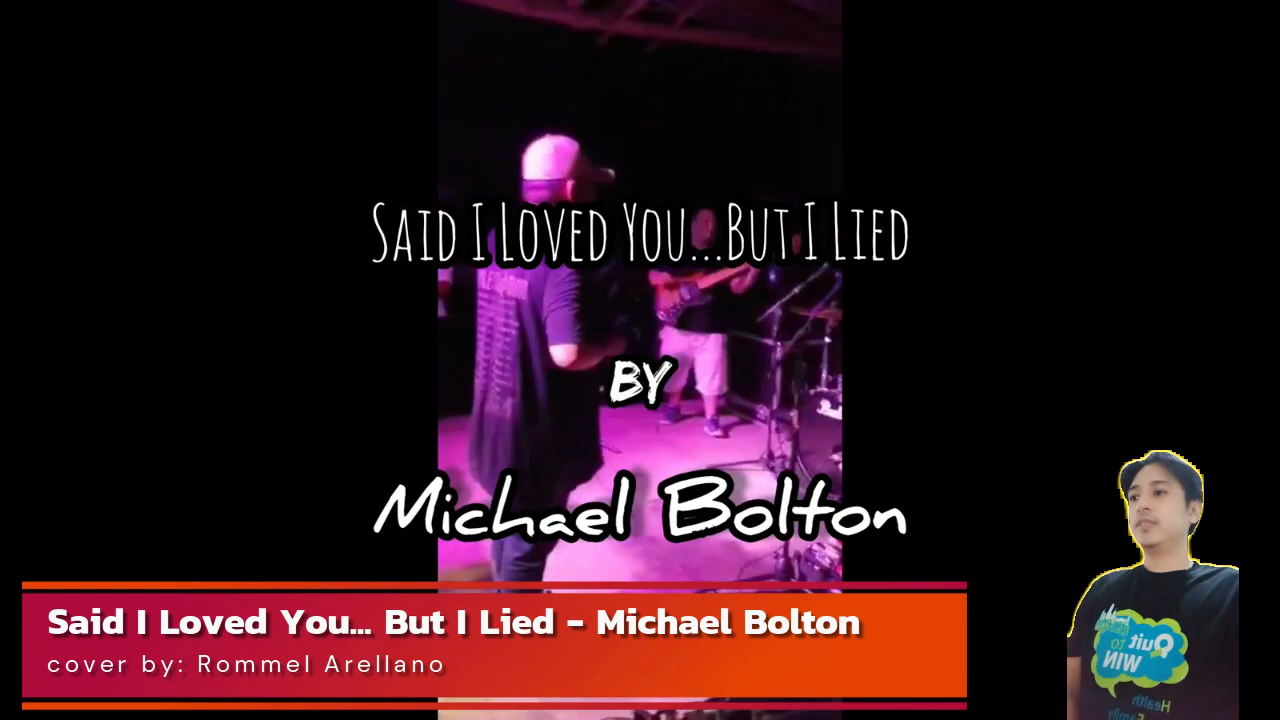 SAID I LOVED YOU...BUT I LIED
BY
Michael Bolton
Said I Loved You... But I Lied - Michael Bolton
cover by: Rommel Arellano
Quit
to
WIN
Health